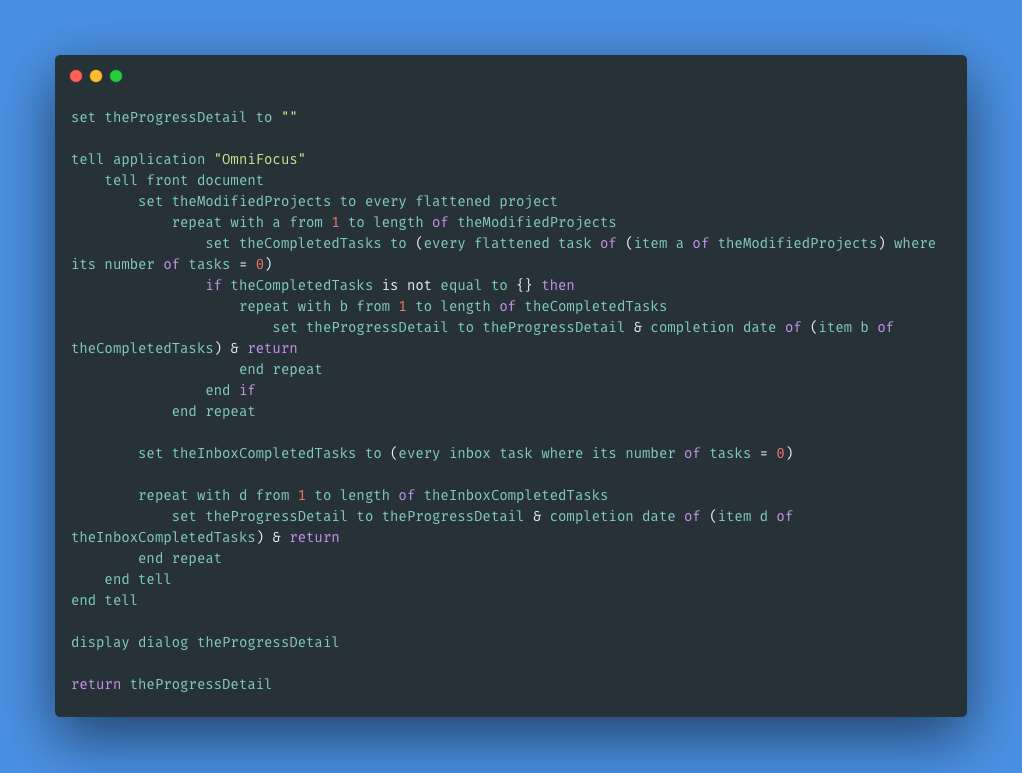 set theProgressDetail to ""

tell application "OmniFocus"
    tell front document
        set theModifiedProjects to every flattened project
            repeat with a from 1 to length of theModifiedProjects
                set theCompletedTasks to (every flattened task of (item a of theModifiedProjects) where
its number of tasks = 0)
                if theCompletedTasks is not equal to {} then
                    repeat with b from 1 to length of theCompletedTasks
                        set theProgressDetail to theProgressDetail & completion date of (item b of
theCompletedTasks) & return
                    end repeat
                end if
            end repeat

        set theInboxCompletedTasks to (every inbox task where its number of tasks = 0)

        repeat with d from 1 to length of theInboxCompletedTasks
            set theProgressDetail to theProgressDetail & completion date of (item d of
theInboxCompletedTasks) & return
        end repeat
    end tell
end tell

display dialog theProgressDetail

return theProgressDetail